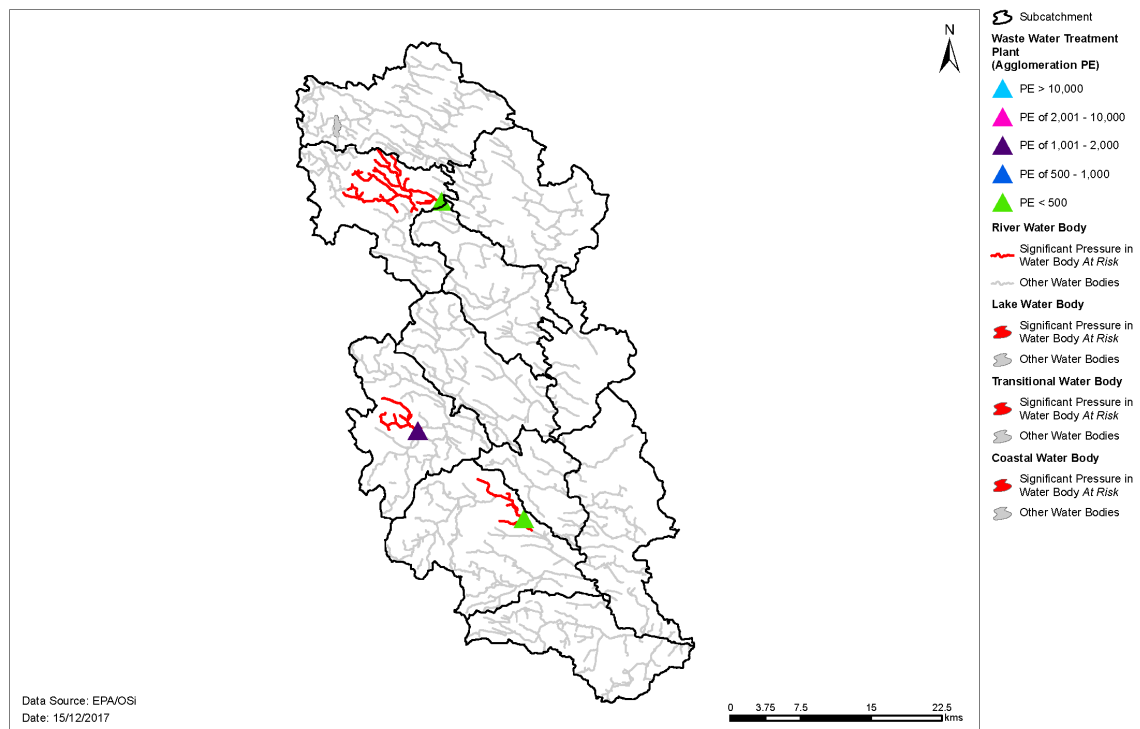 N
Data Source: EPA/OSi
Date: 15/12/2017
0 3.75 7.5 15 22.5
kms
Subcatchment
Waste Water Treatment
Plant
(Agglomeration PE)
PE > 10,000
PE of 2,001 - 10,000
PE of 1,001 - 2,000
PE of 500 - 1,000
PE < 500
River Water Body
Significant Pressure in
Water Body At Risk
Other Water Bodies
Lake Water Body
Significant Pressure in
Water Body At Risk
Other Water Bodies
Transitional Water Body
Significant Pressure in
Water Body At Risk
Other Water Bodies
Coastal Water Body
Significant Pressure in
Water Body At Risk
Other Water Bodies